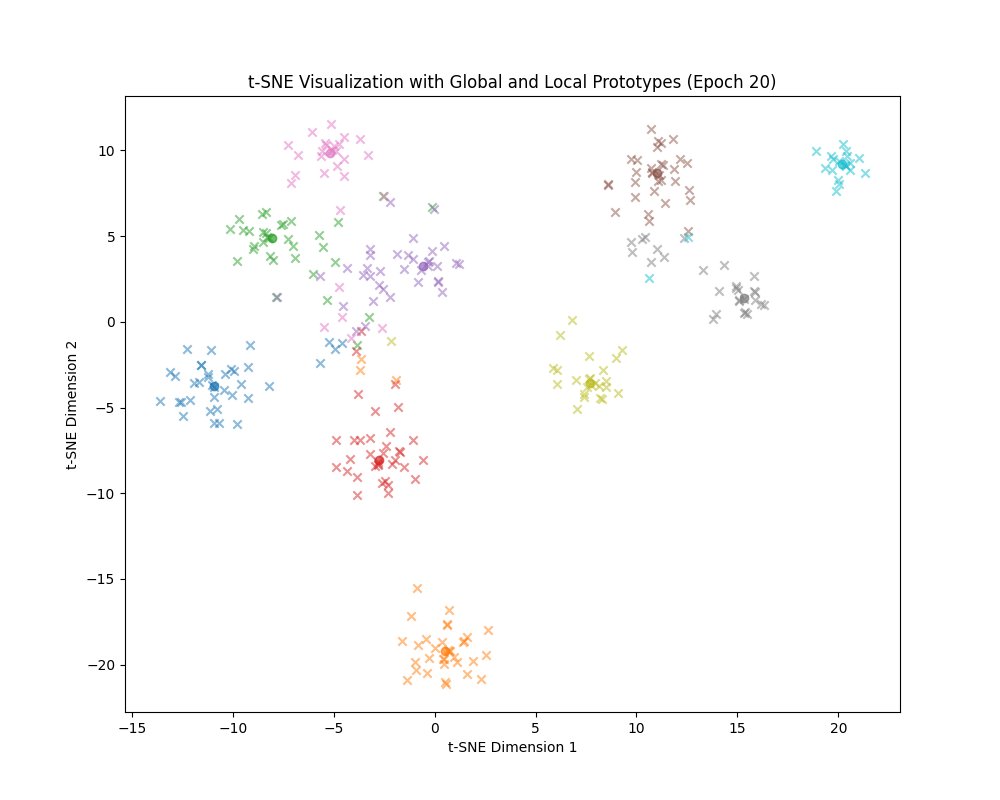 t-SNE Visualization with Global and Local Prototypes (Epoch 20)
10
5
0
−5
−10
−15
−20
t-SNE Dimension 2
−15 −10 −5 0 5 10 15 20
t-SNE Dimension 1